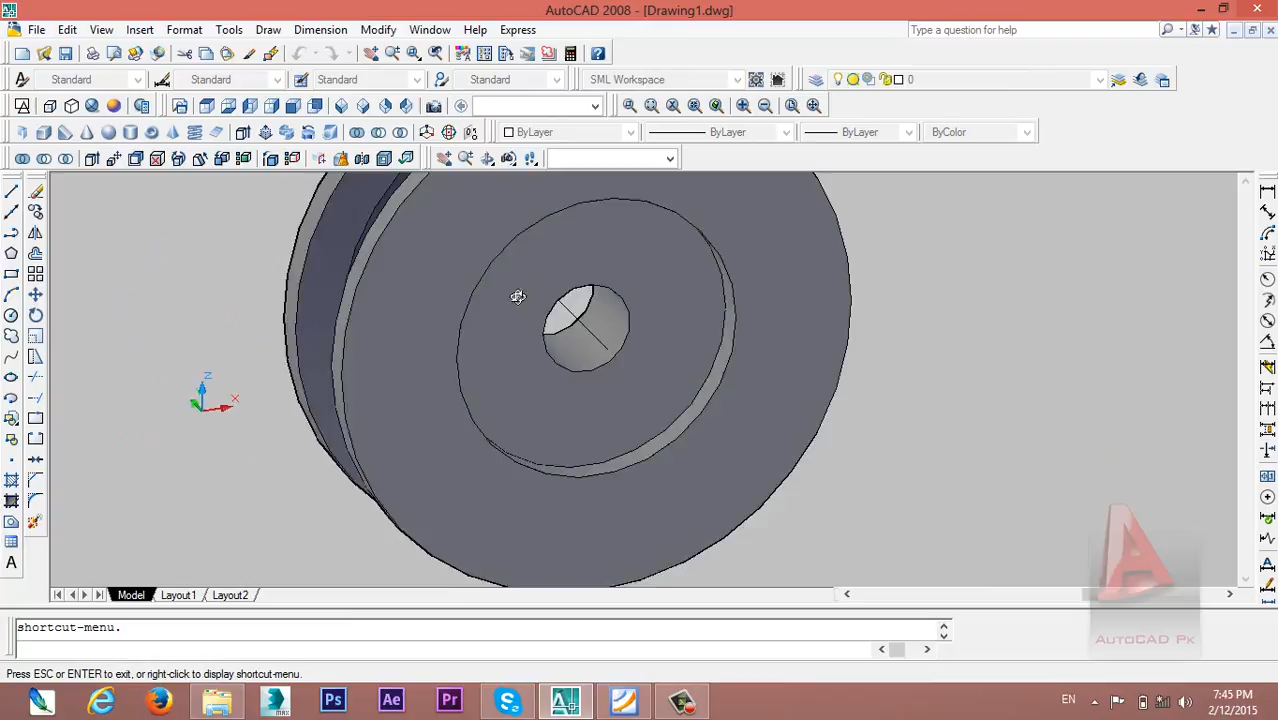 AutoCAD 2008 - [Drawing1.dwg]
File Edit View Insert Format Tools Draw Dimension Modify Window Help Express
Type a question for help
Standard Standard Standard Standard SML Workspace 0
ByLayer ByLayer ByLayer ByColor
Z
X
Model Layout1 Layout2
shortcut-menu.
AUTOCAD PK
Press ESC or ENTER to exit, or right-click to display shortcut-menu.
Ps Ae Pr EN 7:45 PM
2/12/2015